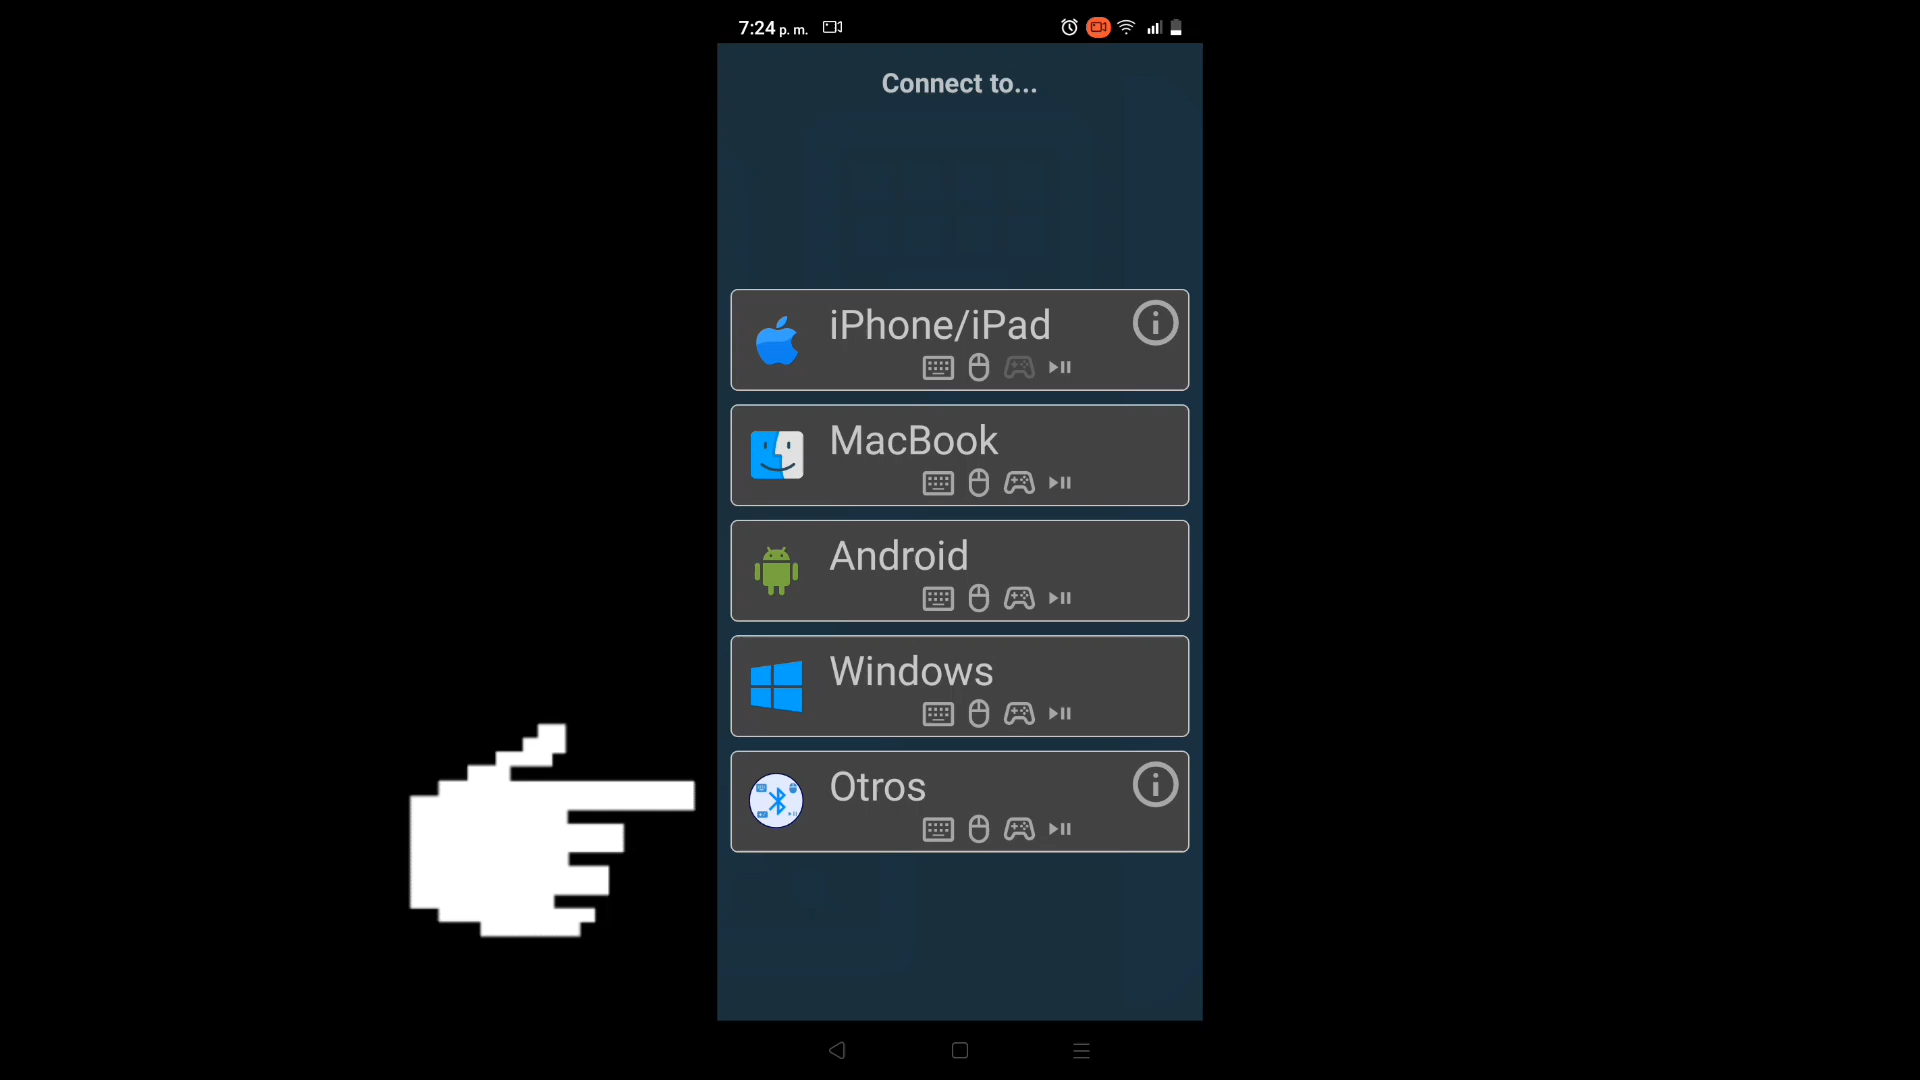 7:24 p. m.
Connect to...
iPhone/iPad
MacBook
Android
Windows
Otros